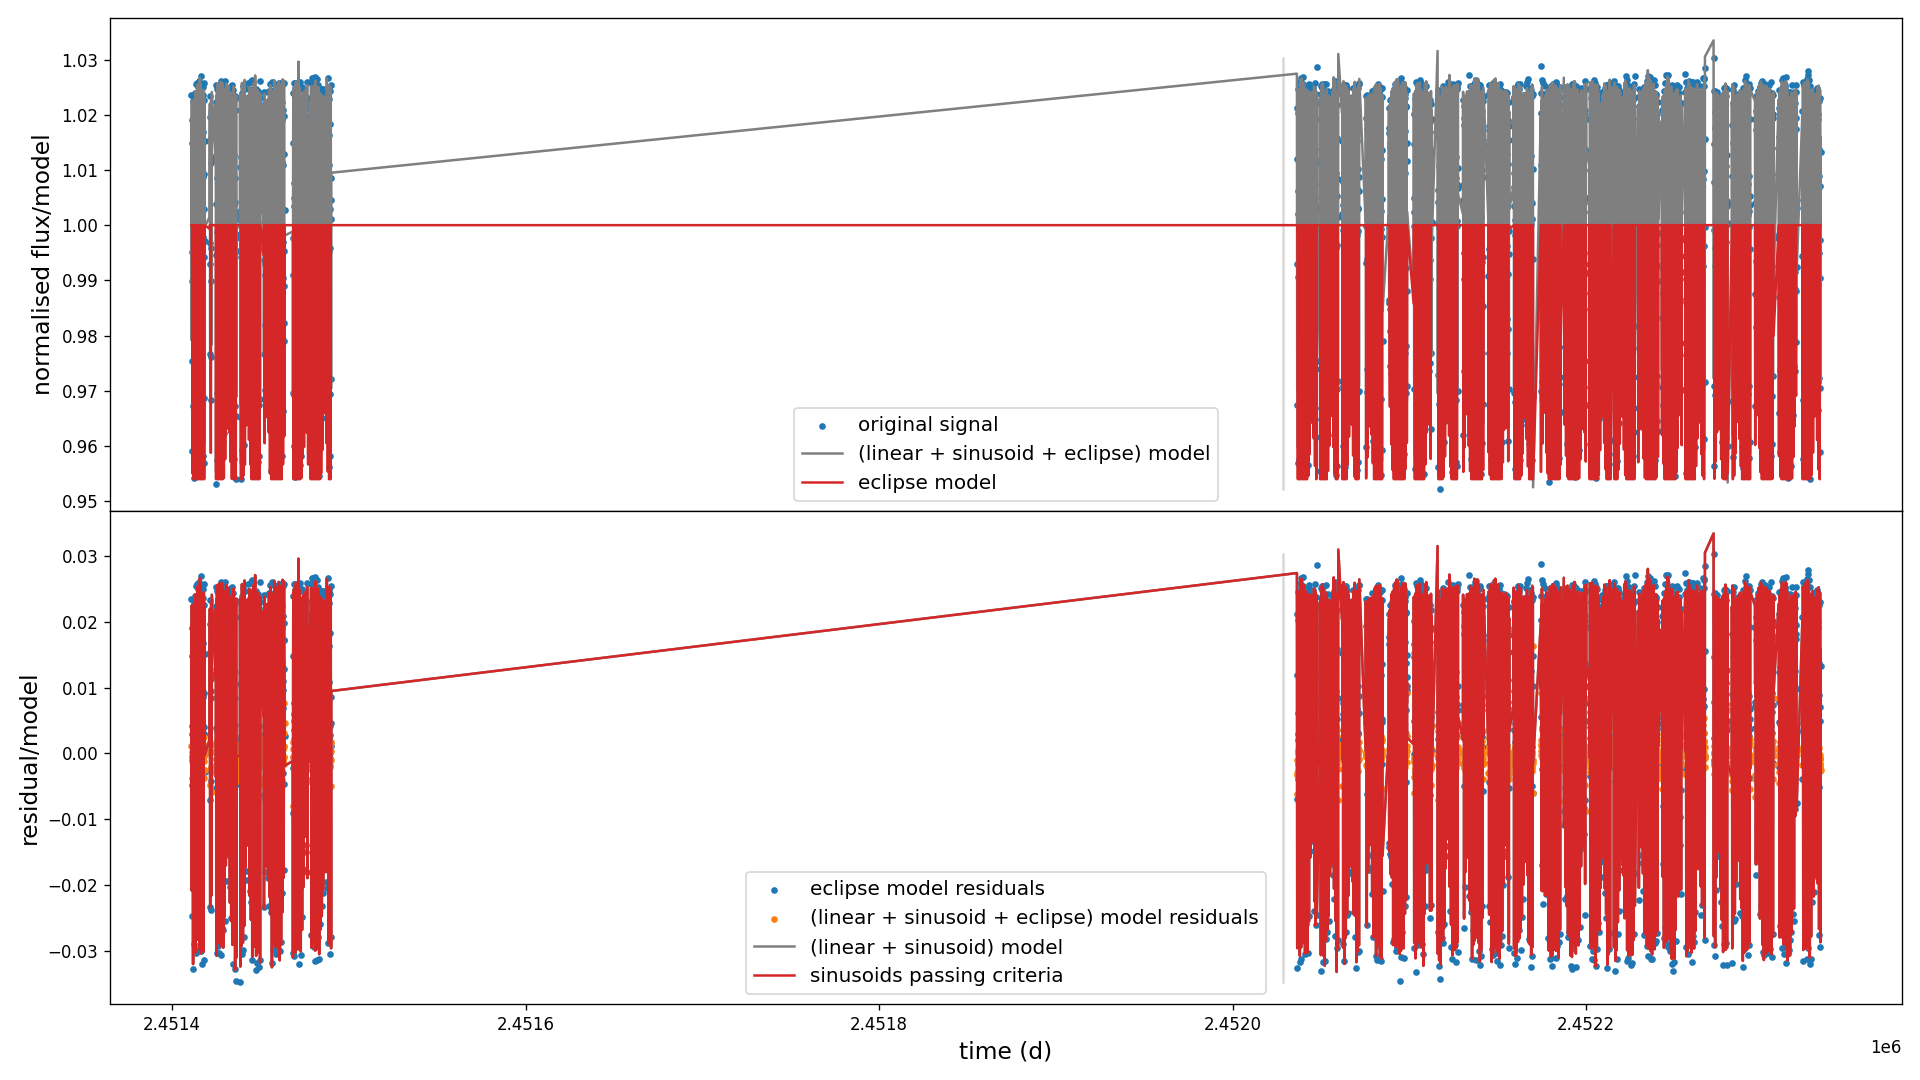 normalised flux/model
1.03
1.02
1.01
1.00
0.99
0.98
0.97
0.96
0.95
original signal
(linear + sinusoid + eclipse) model
eclipse model
residual/model
0.03
0.02
0.01
0.00
−0.01
−0.02
−0.03
eclipse model residuals
(linear + sinusoid + eclipse) model residuals
(linear + sinusoid) model
sinusoids passing criteria
2.4514 2.4516 2.4518 2.4520 2.4522
time (d)
1e6